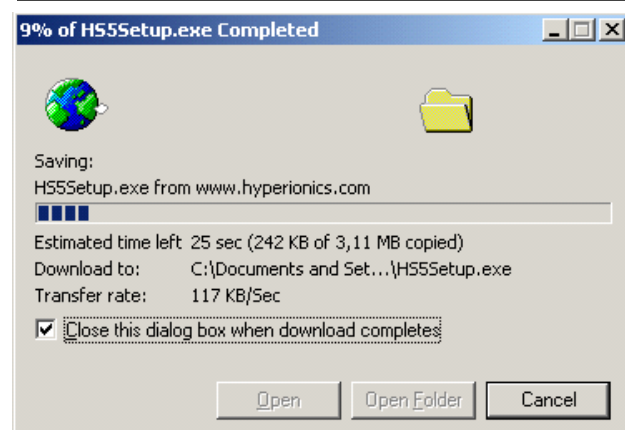 9% of HS5Setup.exe Completed
Saving:
HS5Setup.exe from www.hyperionics.com
Estimated time left 25 sec (242 KB of 3,11 MB copied)
Download to: C:\Documents and Set...\HS5Setup.exe
Transfer rate: 117 KB/Sec
Close this dialog box when download completes
Open Open Folder Cancel